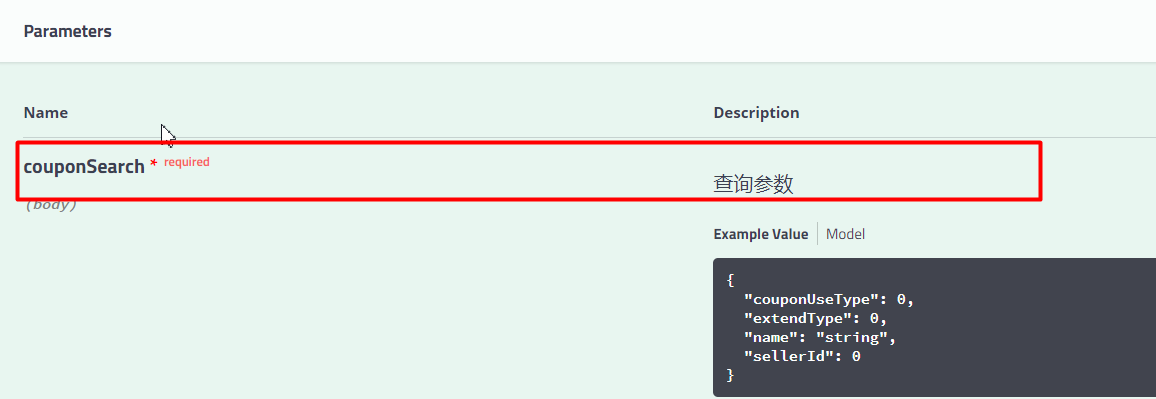 Parameters
Name Description
couponSearch * required
查询参数
(body)
Example Value Model
{
"couponUseType": 0,
"extendType": 0,
"name": "string",
"sellerId": 0
}